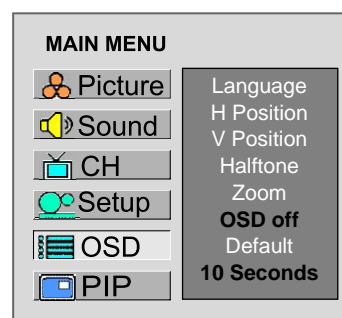 MAIN MENU
Picture
Sound
CH
Setup
OSD
PIP
Language
H Position
V Position
Halftone
Zoom
OSD off
Default
10 Seconds